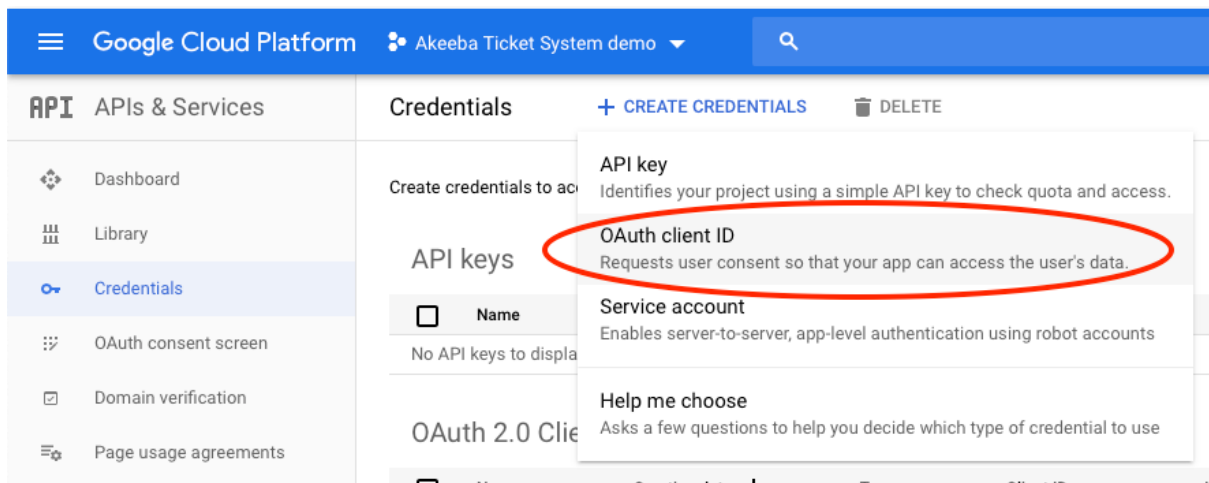 Google Cloud Platform
Akeeba Ticket System demo
API APIs & Services
Credentials
CREATE CREDENTIALS
DELETE
Dashboard
Library
Credentials
OAuth consent screen
Domain verification
Page usage agreements
Create credentials to
API keys
Name
No API keys to
OAuth 2.0
API key
Identifies your project using a simple API key to check quota and access.
OAuth client ID
Requests user consent so that your app can access the user's data.
Service account
Enables server-to-server, app-level authentication using robot accounts
Help me choose
Asks a few questions to help you decide which type of credential to use